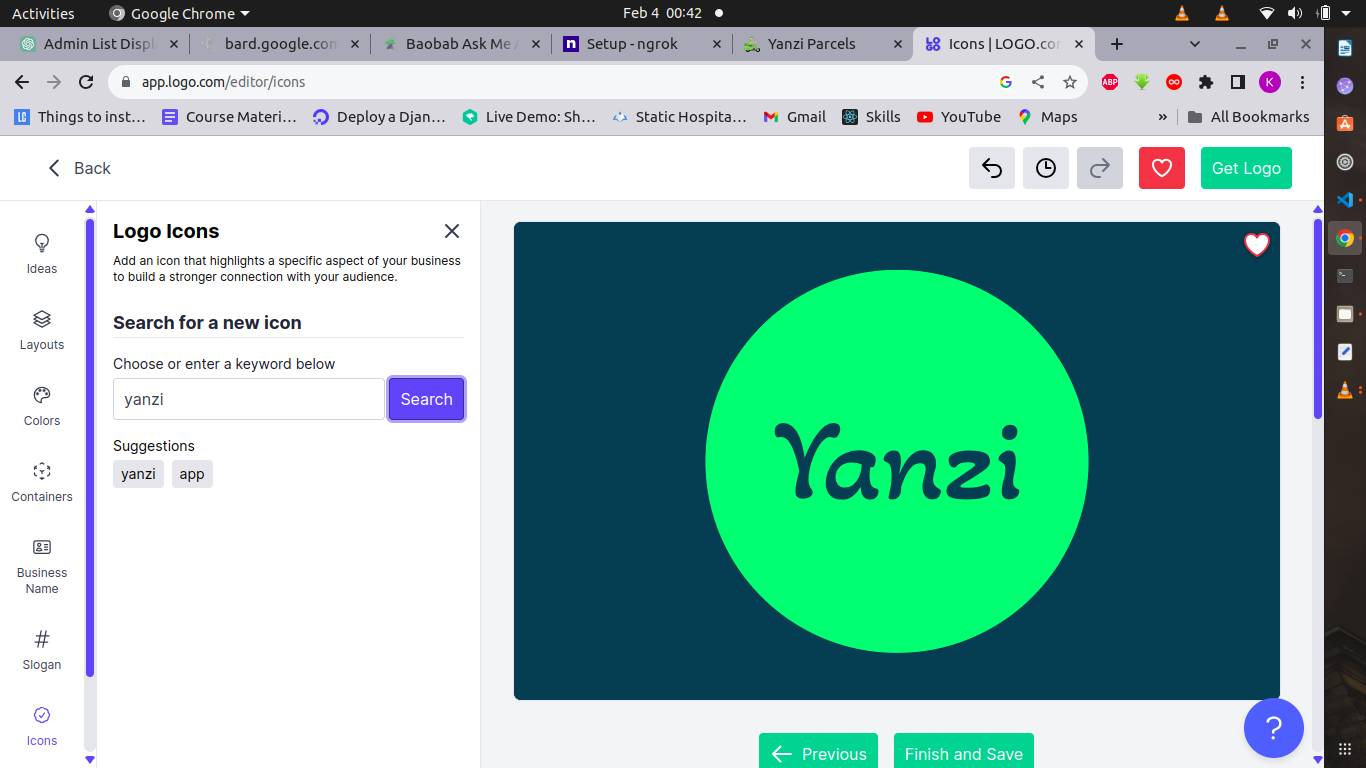 Activities
Google Chrome
Feb 4 00:42
Admin List Displ
bard.google.com
Baobab Ask Me A
Setup - ngrok
Yanzi Parcels
Icons | LOGO.com
app.logo.com/editor/icons
ABP
K
Things to inst…
Course Materi…
Deploy a Djan…
Live Demo: Sh…
Static Hospita…
Gmail
Skills
YouTube
Maps
»
All Bookmarks
Back
Get Logo
Ideas
Layouts
Colors
Containers
Business
Name
Slogan
Icons
Logo Icons
Add an icon that highlights a specific aspect of your business
to build a stronger connection with your audience.
Search for a new icon
Choose or enter a keyword below
yanzi
Search
Suggestions
yanzi
app
Yanzi
Previous
Finish and Save
?